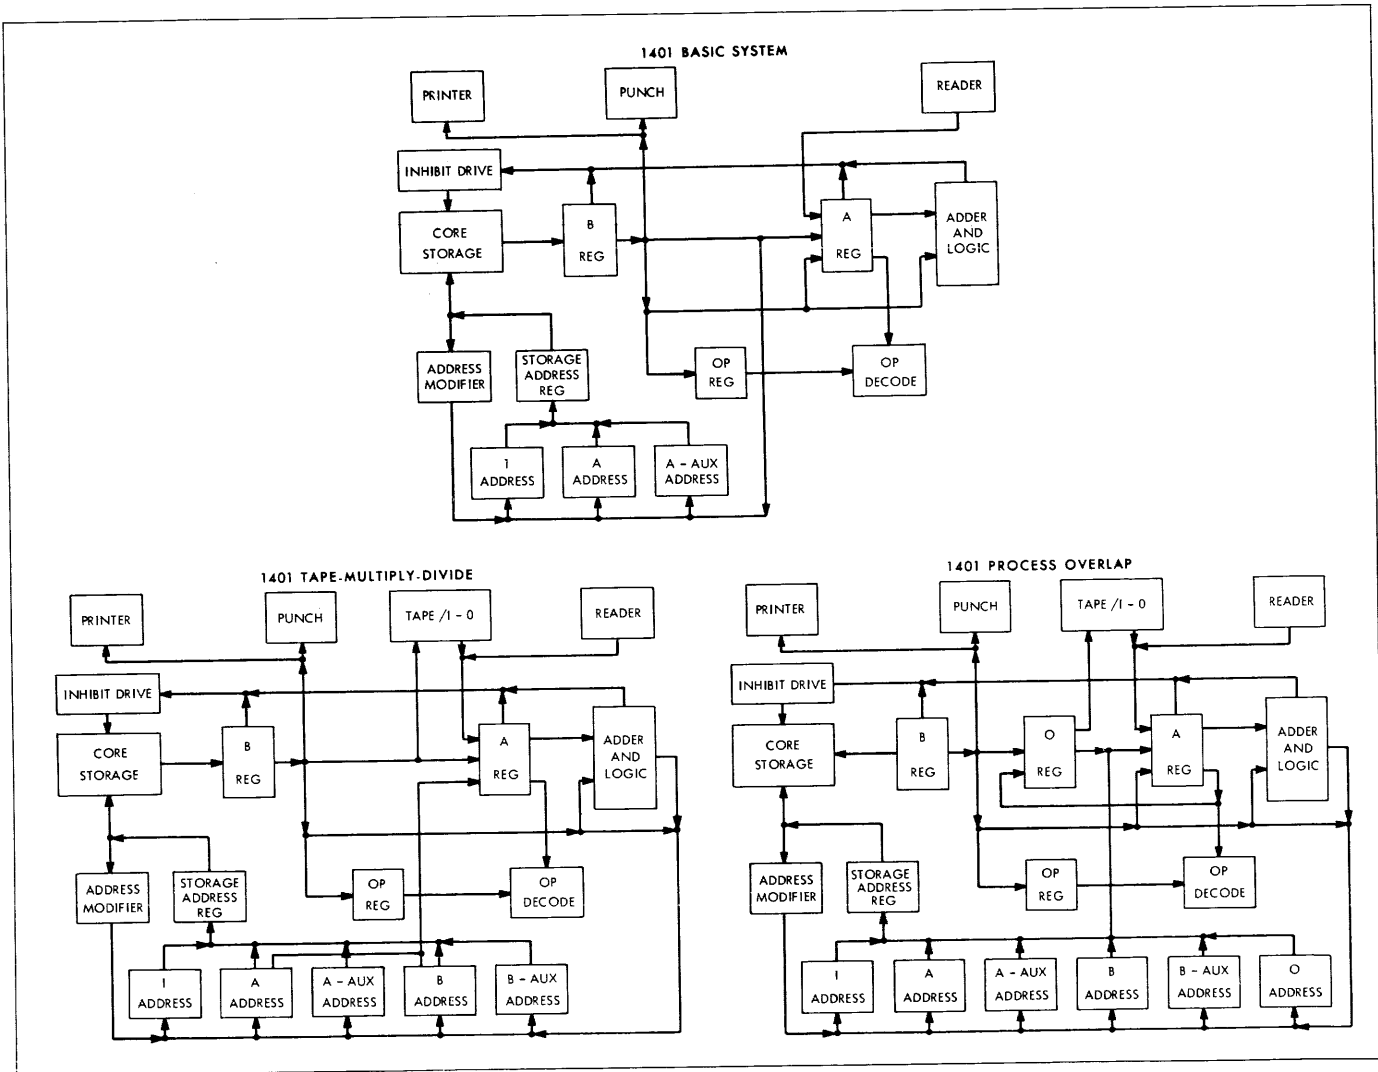 1401 BASIC SYSTEM
PRINTER
PUNCH
READER
INHIBIT DRIVE
CORE
STORAGE
B
REG
A
REG
ADDER
AND
LOGIC
ADDRESS
MODIFIER
STORAGE
ADDRESS
REG
OP
REG
OP
DECODE
I
ADDRESS
A
ADDRESS
A - AUX
ADDRESS
1401 TAPE-MULTIPLY-DIVIDE
PRINTER
PUNCH
TAPE /I - O
READER
INHIBIT DRIVE
CORE
STORAGE
B
REG
A
REG
ADDER
AND
LOGIC
ADDRESS
MODIFIER
STORAGE
ADDRESS
REG
OP
REG
OP
DECODE
I
ADDRESS
A
ADDRESS
A - AUX
ADDRESS
B
ADDRESS
B - AUX
ADDRESS
1401 PROCESS OVERLAP
PRINTER
PUNCH
TAPE /I - O
READER
INHIBIT DRIVE
CORE
STORAGE
B
REG
O
REG
A
REG
ADDER
AND
LOGIC
ADDRESS
MODIFIER
STORAGE
ADDRESS
REG
OP
REG
OP
DECODE
I
ADDRESS
A
ADDRESS
A - AUX
ADDRESS
B
ADDRESS
B - AUX
ADDRESS
O
ADDRESS